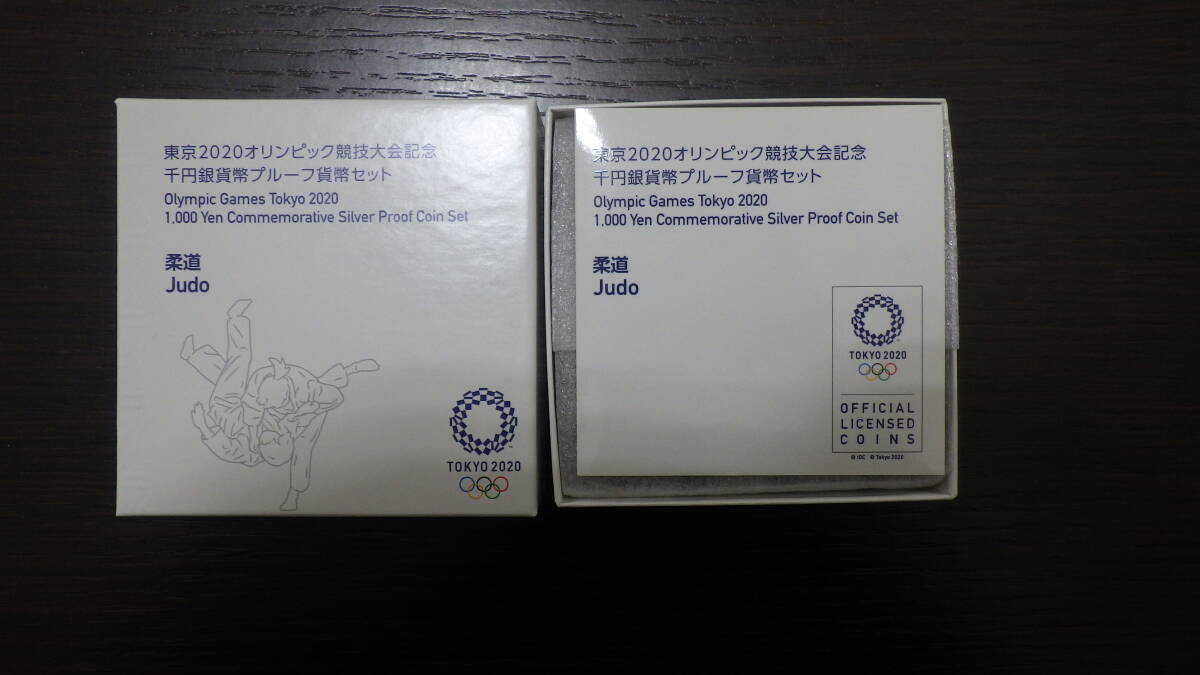 東京2020オリンピック競技大会記念
千円銀貨幣プルーフ貨幣セット
Olympic Games Tokyo 2020
1,000 Yen Commemorative Silver Proof Coin Set
柔道
Judo
TOKYO 2020
東京2020オリンピック競技大会記念
千円銀貨幣プルーフ貨幣セット
Olympic Games Tokyo 2020
1,000 Yen Commemorative Silver Proof Coin Set
柔道
Judo
TOKYO 2020
OFFICIAL
LICENSED
COINS
© IOC © Tokyo 2020